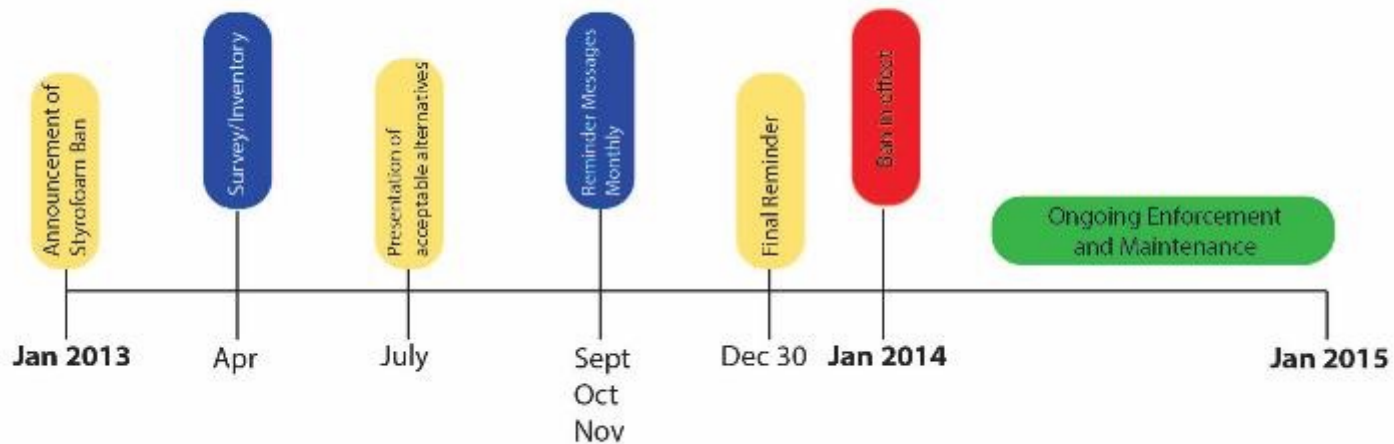 Announcement of
Styrofoam Ban
Survey/Inventory
Presentation of
acceptable alternatives
Reminder Messages
Monthly
Final Reminder
Ban in effect
Ongoing Enforcement
and Maintenance
Jan 2013
Apr
July
Sept
Oct
Nov
Dec 30
Jan 2014
Jan 2015